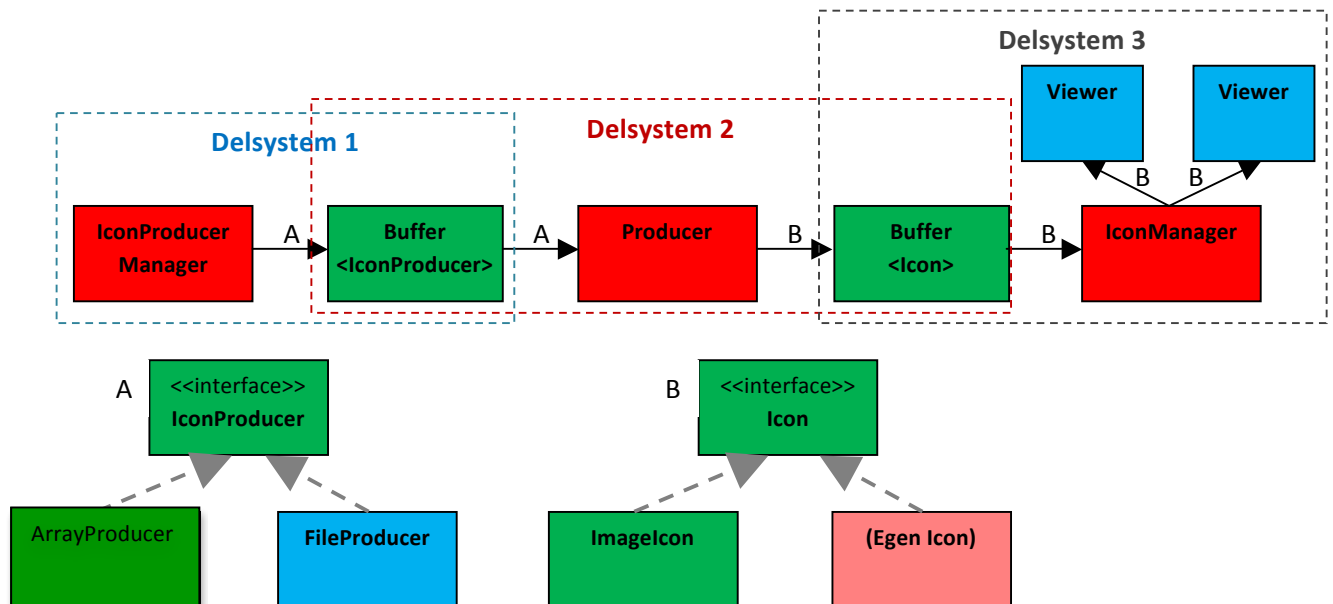 Delsystem 3
Viewer
Viewer
Delsystem 1
Delsystem 2
B
B
IconProducer
Manager
A
Buffer
<IconProducer>
A
Producer
B
Buffer
<Icon>
B
IconManager
A
<<interface>>
IconProducer
B
<<interface>>
Icon
ArrayProducer
FileProducer
ImageIcon
(Egen Icon)